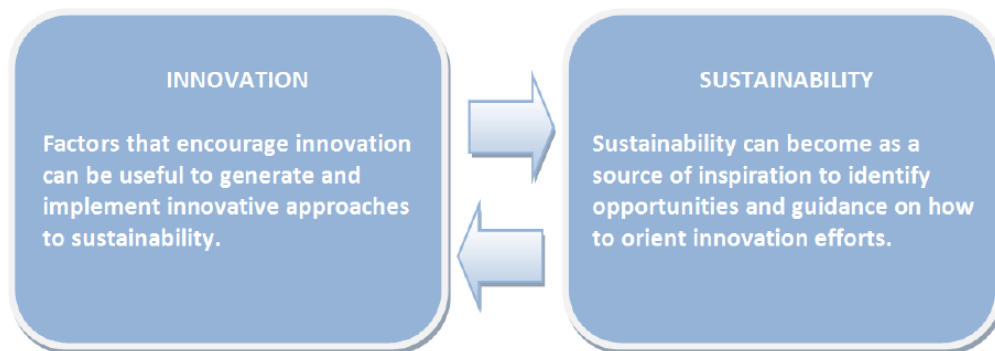 INNOVATION
Factors that encourage innovation
can be useful to generate and
implement innovative approaches
to sustainability.
SUSTAINABILITY
Sustainability can become as a
source of inspiration to identify
opportunities and guidance on how
to orient innovation efforts.